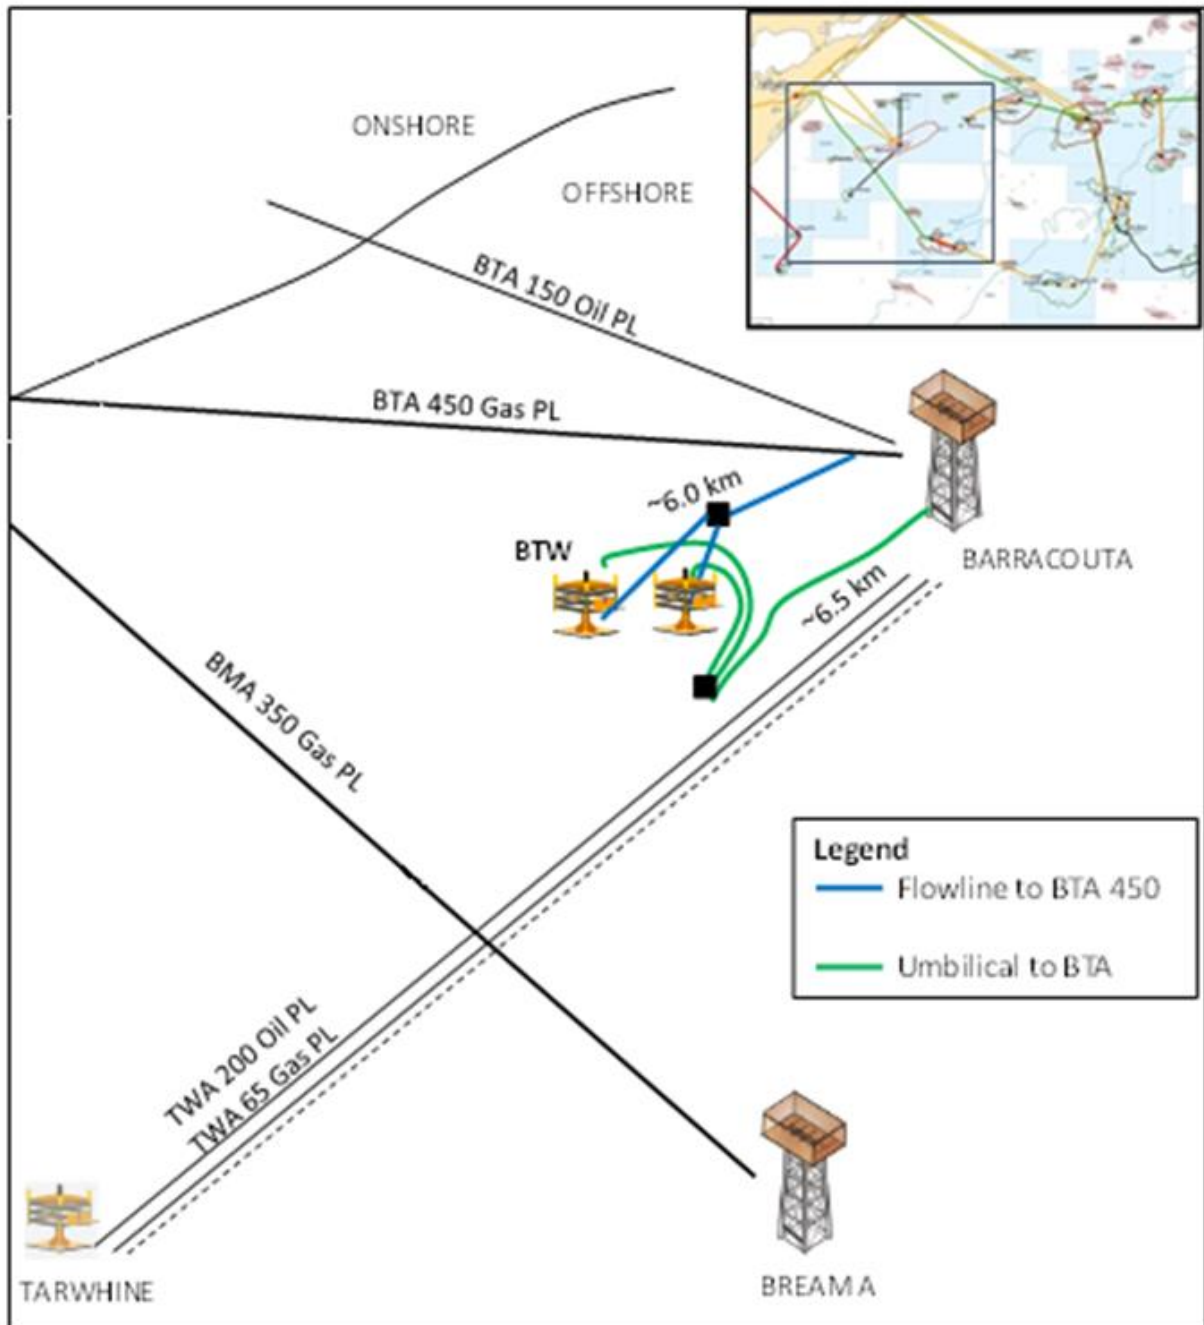 ONSHORE
OFFSHORE
BTA 150 Oil PL
BTA 450 Gas PL
~6.0 km
BTW
BARRACOUTA
~6.5 km
BMA 350 Gas PL
Legend
Flowline to BTA 450
Umbilical to BTA
TWA 200 Oil PL
TWA 65 Gas PL
TARWHINE
BREAM A